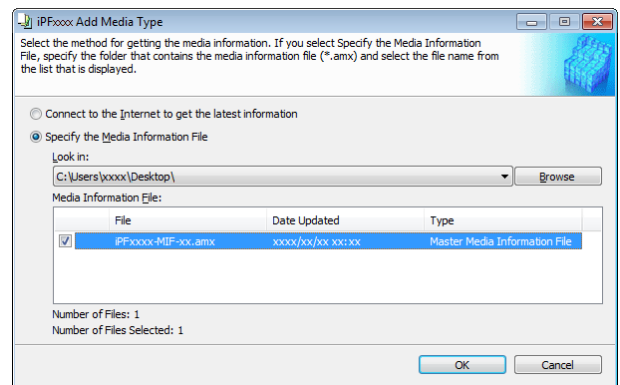 iPFxxxx Add Media Type
Select the method for getting the media information. If you select Specify the Media Information
File, specify the folder that contains the media information file (*.amx) and select the file name from
the list that is displayed.
Connect to the Internet to get the latest information
Specify the Media Information File
Look in:
C:\Users\xxxx\Desktop\
Browse
Media Information File:
File Date Updated Type
iPFxxxx-MIF-xx.amx xxxx/xx/xx xx:xx Master Media Information File
Number of Files: 1
Number of Files Selected: 1
OK Cancel